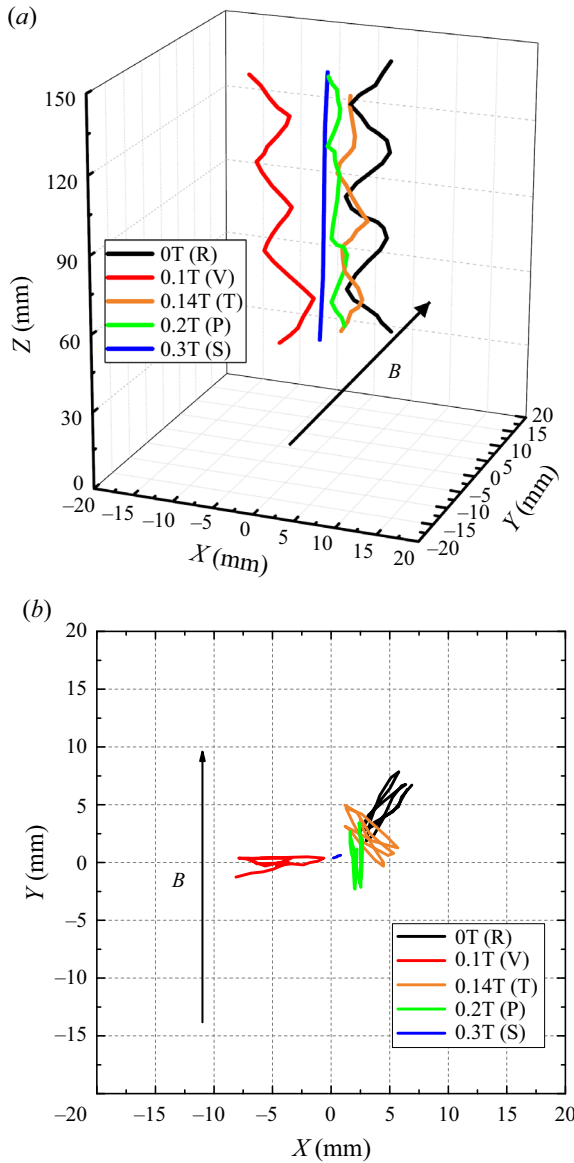 (a)
150
120
90
60
30
0
Z (mm)
0T (R)
0.1T (V)
0.14T (T)
0.2T (P)
0.3T (S)
B
–20
–15
–10
–5
0
5
10
15
20
X (mm)
20
15
10
5
0
–5
–10
–15
–20
Y (mm)
(b)
20
15
10
5
0
–5
–10
–15
–20
Y (mm)
B
0T (R)
0.1T (V)
0.14T (T)
0.2T (P)
0.3T (S)
–20 –15 –10 –5 0 5 10 15 20
X (mm)